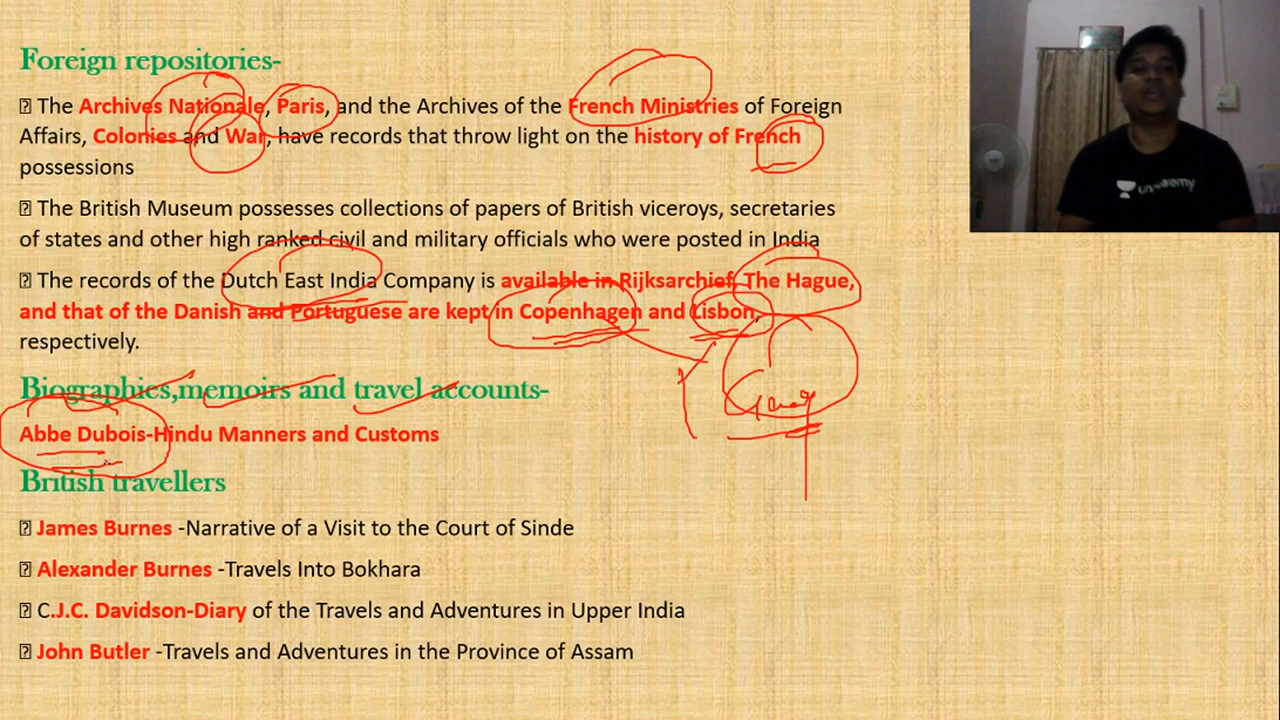 Foreign repositories-
⍰ The Archives Nationale, Paris, and the Archives of the French Ministries of Foreign
Affairs, Colonies and War, have records that throw light on the history of French
possessions
⍰ The British Museum possesses collections of papers of British viceroys, secretaries
of states and other high ranked civil and military officials who were posted in India
⍰ The records of the Dutch East India Company is available in Rijksarchief, The Hague,
and that of the Danish and Portuguese are kept in Copenhagen and Lisbon,
respectively.
Biographies,memoirs and travel accounts-
Abbe Dubois-Hindu Manners and Customs
British travellers
⍰ James Burnes -Narrative of a Visit to the Court of Sinde
⍰ Alexander Burnes -Travels Into Bokhara
⍰ C.J.C. Davidson-Diary of the Travels and Adventures in Upper India
⍰ John Butler -Travels and Adventures in the Province of Assam